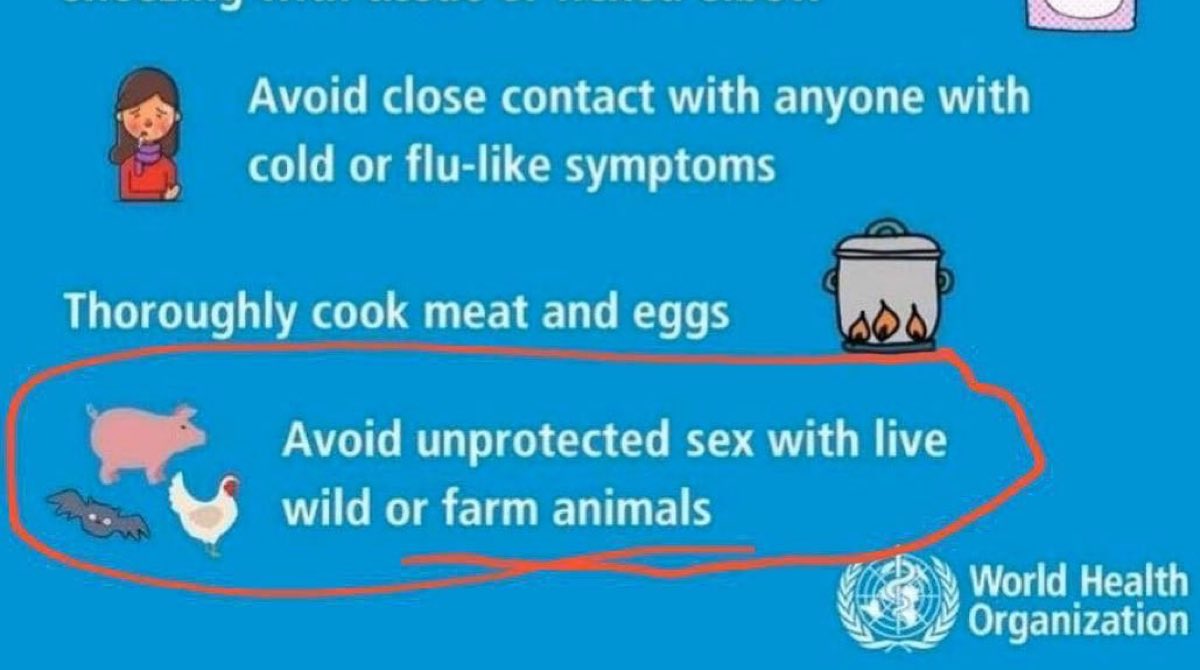 Avoid close contact with anyone with
cold or flu-like symptoms
Thoroughly cook meat and eggs
Avoid unprotected sex with live
wild or farm animals
World Health
Organization